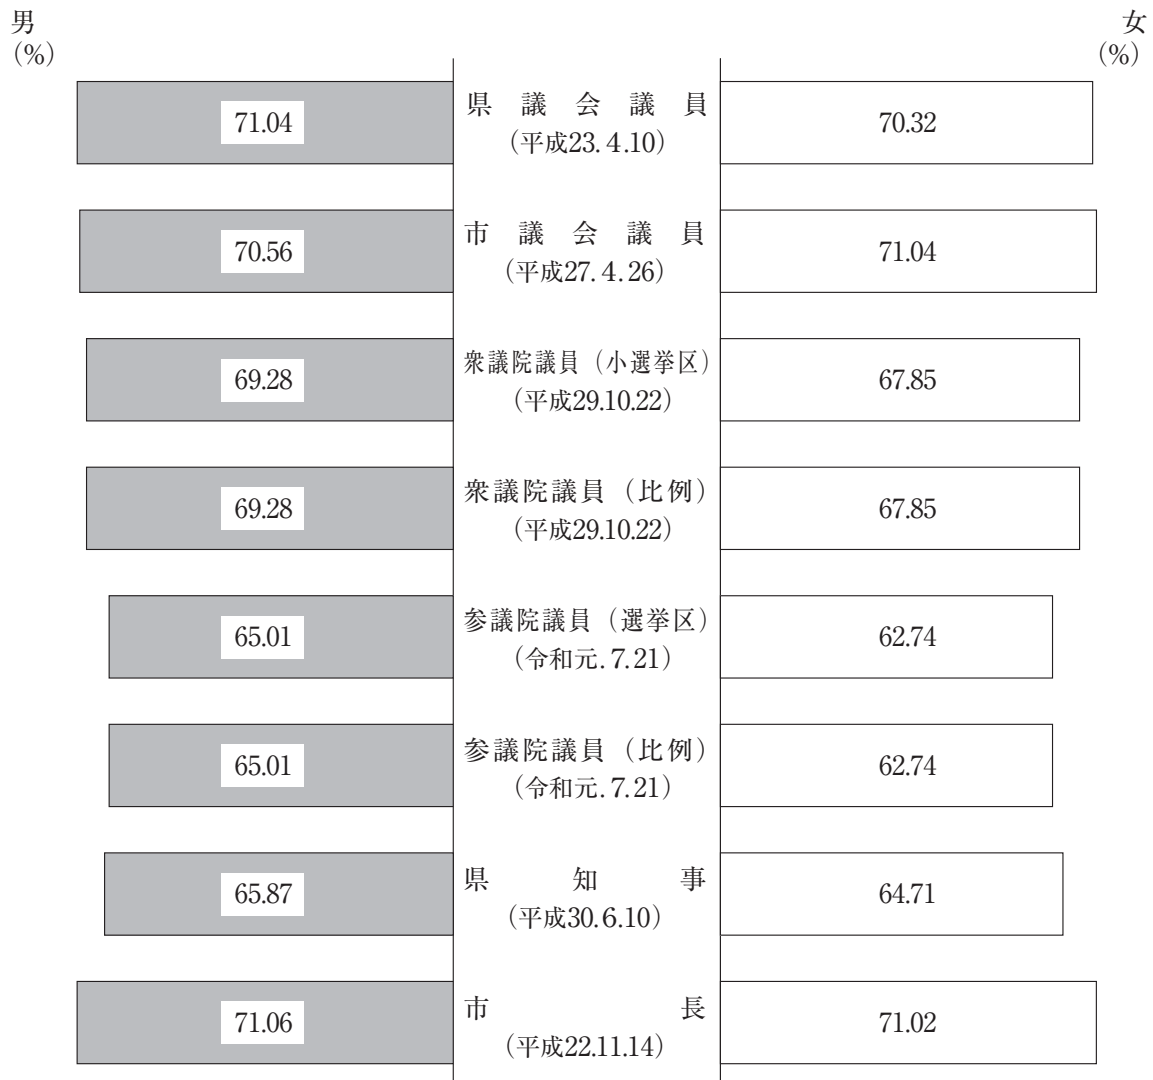 男 女
(%) (%)
71.04 県議会議員 70.32
(平成23.4.10)
70.56 市議会議員 71.04
(平成27.4.26)
69.28 衆議院議員(小選挙区) 67.85
(平成29.10.22)
69.28 衆議院議員(比例) 67.85
(平成29.10.22)
65.01 参議院議員(選挙区) 62.74
(令和元.7.21)
65.01 参議院議員(比例) 62.74
(令和元.7.21)
65.87 県知事 64.71
(平成30.6.10)
71.06 市長 71.02
(平成22.11.14)